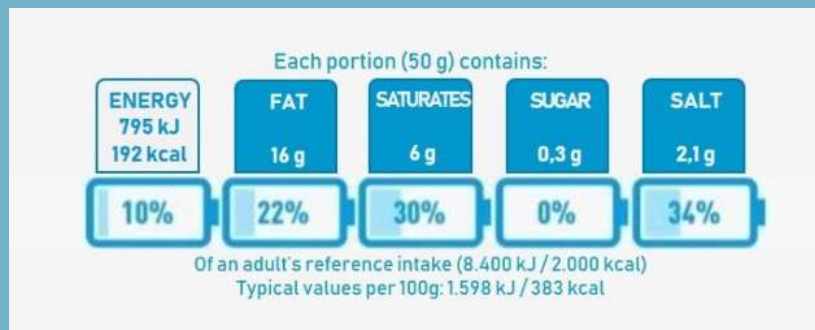 Each portion (50 g) contains:
ENERGY
795 kJ
192 kcal
FAT
16 g
SATURATES
6 g
SUGAR
0,3 g
SALT
2,1 g
10%
22%
30%
0%
34%
Of an adult's reference intake (8.400 kJ / 2.000 kcal)
Typical values per 100g: 1.598 kJ / 383 kcal